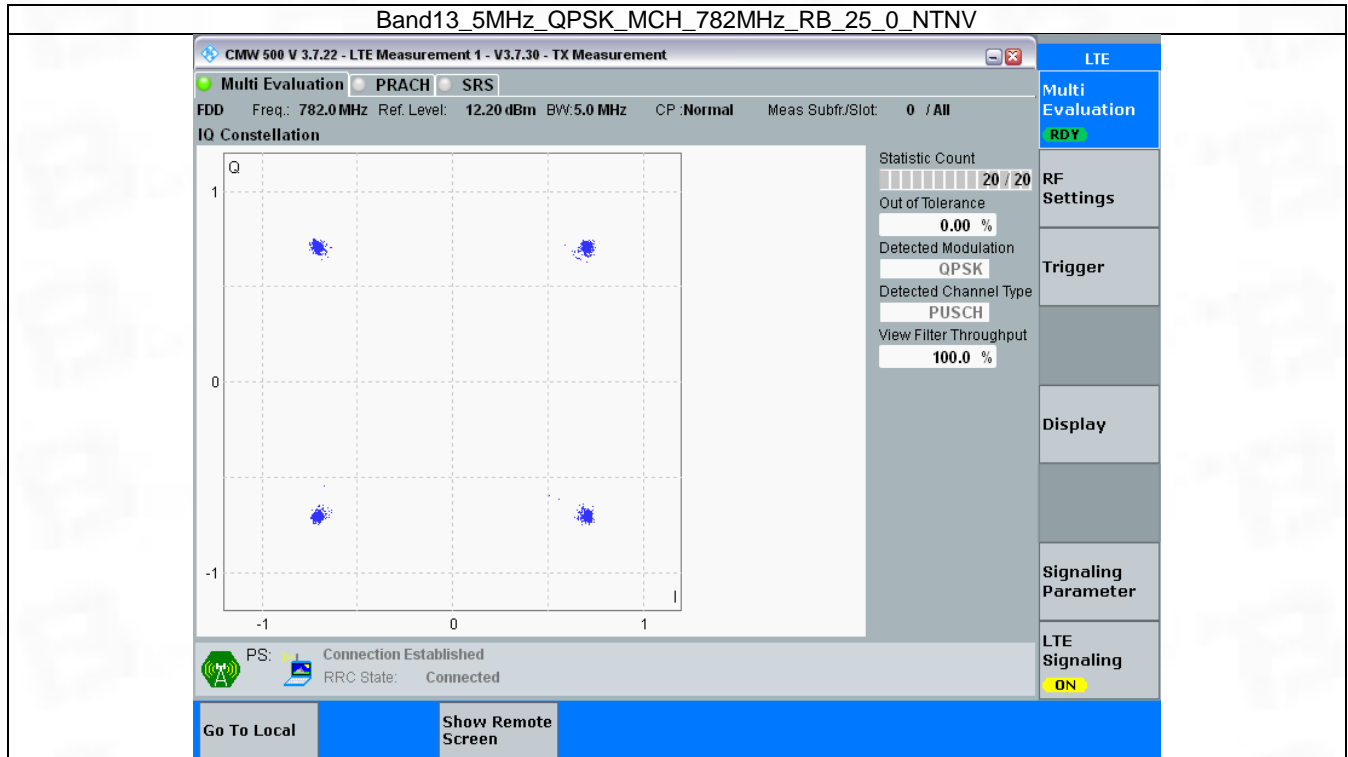 Band13_5MHz_QPSK_MCH_782MHz_RB_25_0_NTNV
CMW 500 V 3.7.22 - LTE Measurement 1 - V3.7.30 - TX Measurement
LTE
Multi Evaluation PRACH SRS
Multi
Evaluation
RDY
FDD Freq.: 782.0 MHz Ref. Level: 12.20 dBm BW: 5.0 MHz CP :Normal Meas Subfr./Slot: 0 / All
IQ Constellation
Q
1
0
-1
-1 0 1
I
Statistic Count
20 / 20
Out of Tolerance
0.00 %
Detected Modulation
QPSK
Detected Channel Type
PUSCH
View Filter Throughput
100.0 %
RF
Settings
Trigger
Display
Signaling
Parameter
LTE
Signaling
ON
PS: Connection Established
RRC State: Connected
Go To Local
Show Remote
Screen